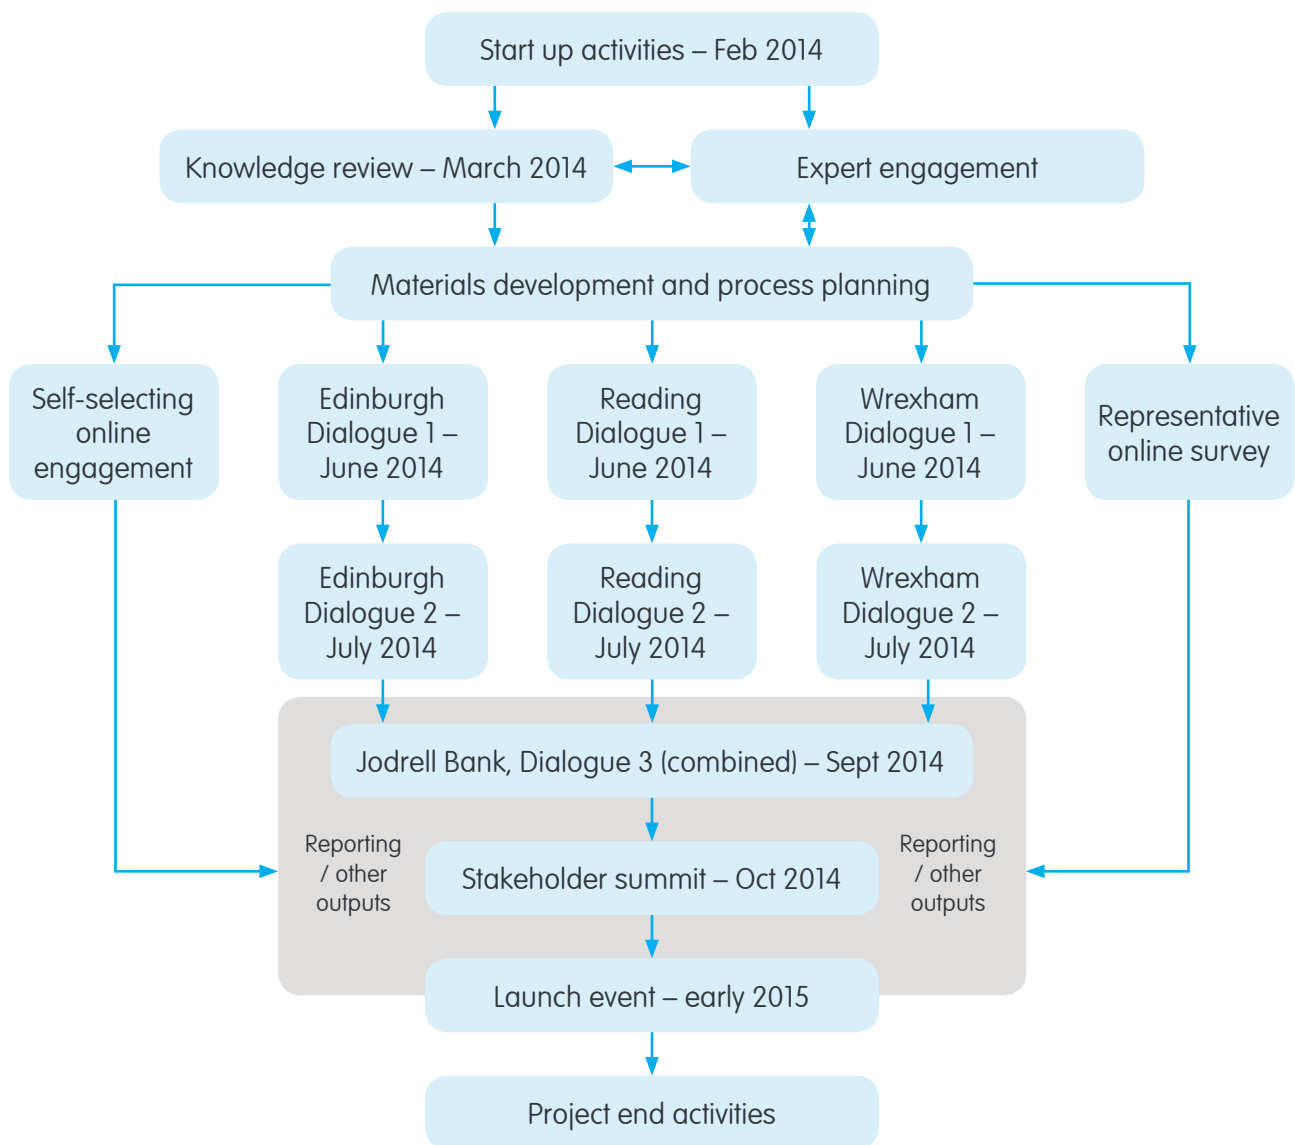 Start up activities – Feb 2014
Knowledge review – March 2014
Expert engagement
Materials development and process planning
Self-selecting
online
engagement
Edinburgh
Dialogue 1 –
June 2014
Reading
Dialogue 1 –
June 2014
Wrexham
Dialogue 1 –
June 2014
Representative
online survey
Edinburgh
Dialogue 2 –
July 2014
Reading
Dialogue 2 –
July 2014
Wrexham
Dialogue 2 –
July 2014
Jodrell Bank, Dialogue 3 (combined) – Sept 2014
Reporting
/ other
outputs
Stakeholder summit – Oct 2014
Reporting
/ other
outputs
Launch event – early 2015
Project end activities